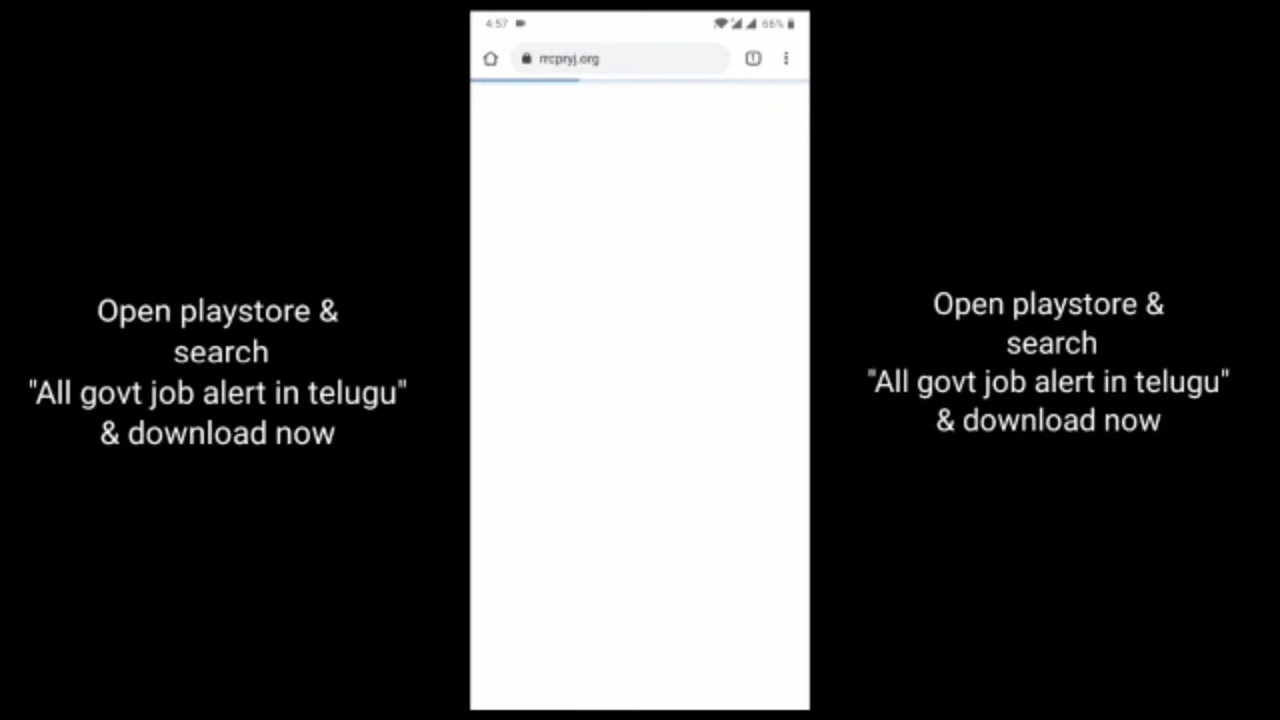 4:57
66%
rrcpryj.org
Open playstore &
search
"All govt job alert in telugu"
& download now
Open playstore &
search
"All govt job alert in telugu"
& download now